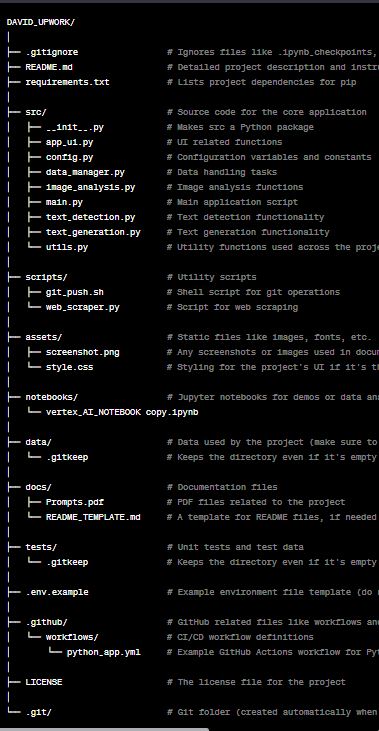 DAVID_UPWORK/
│
├── .gitignore # Ignores files like .ipynb_checkpoints,
├── README.md # Detailed project description and instru
├── requirements.txt # Lists project dependencies for pip
│
├── src/ # Source code for the core application
│   ├── __init__.py # Makes src a Python package
│   ├── app_ui.py # UI related functions
│   ├── config.py # Configuration variables and constants
│   ├── data_manager.py # Data handling tasks
│   ├── image_analysis.py # Image analysis functions
│   ├── main.py # Main application script
│   ├── text_detection.py # Text detection functionality
│   ├── text_generation.py # Text generation functionality
│   └── utils.py # Utility functions used across the proje
│
├── scripts/ # Utility scripts
│   ├── git_push.sh # Shell script for git operations
│   └── web_scraper.py # Script for web scraping
│
├── assets/ # Static files like images, fonts, etc.
│   ├── screenshot.png # Any screenshots or images used in docum
│   └── style.css # Styling for the project's UI if it's th
│
├── notebooks/ # Jupyter notebooks for demos or data ana
│   └── vertex_AI_NOTEBOOK copy.ipynb
│
├── data/ # Data used by the project (make sure to
│   └── .gitkeep # Keeps the directory even if it's empty
│
├── docs/ # Documentation files
│   ├── Prompts.pdf # PDF files related to the project
│   └── README_TEMPLATE.md # A template for README files, if needed
│
├── tests/ # Unit tests and test data
│   └── .gitkeep # Keeps the directory even if it's empty
│
├── .env.example # Example environment file template (do n
│
├── .github/ # GitHub related files like workflows and
│   └── workflows/ # CI/CD workflow definitions
│       └── python_app.yml # Example GitHub Actions workflow for Pyt
│
├── LICENSE # The license file for the project
│
└── .git/ # Git folder (created automatically when